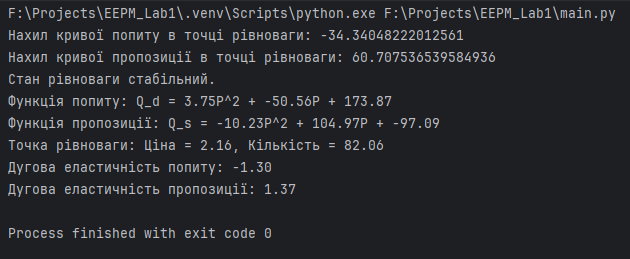 F:\Projects\EEPM_Lab1\.venv\Scripts\python.exe F:\Projects\EEPM_Lab1\main.py
Нахил кривої попиту в точці рівноваги: -34.34048222012561
Нахил кривої пропозиції в точці рівноваги: 60.707536539584936
Стан рівноваги стабільний.
Функція попиту: Q_d = 3.75P^2 + -50.56P + 173.87
Функція пропозиції: Q_s = -10.23P^2 + 104.97P + -97.09
Точка рівноваги: Ціна = 2.16, Кількість = 82.06
Дугова еластичність попиту: -1.30
Дугова еластичність пропозиції: 1.37
Process finished with exit code 0